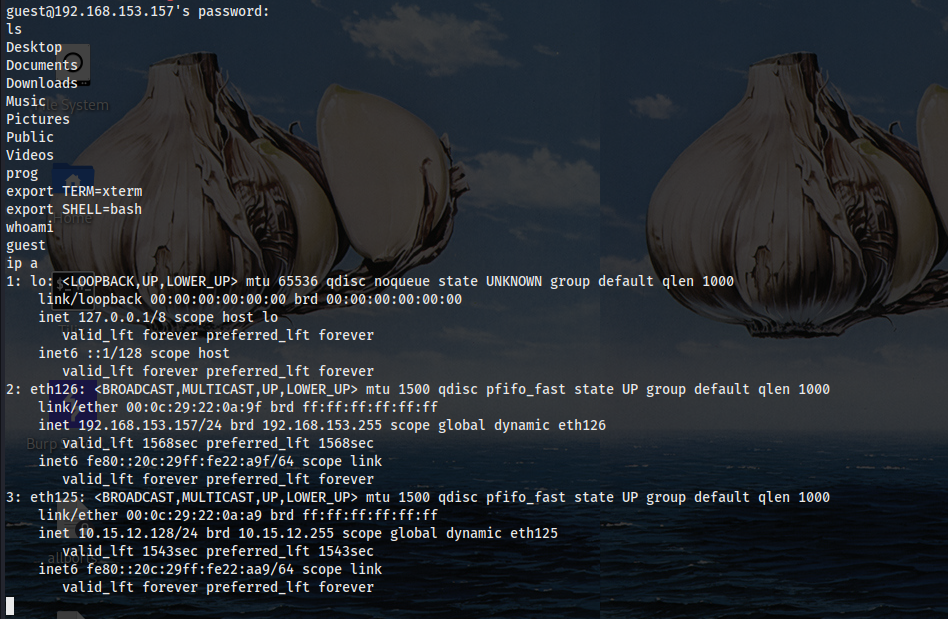 guest@192.168.153.157's password:
ls
Desktop
Documents
Downloads
Music
System
Pictures
Public
Videos
prog
export TERM=xterm
export SHELL=bash
Home
whoami
guest
ip a
1: lo: <LOOPBACK,UP,LOWER_UP> mtu 65536 qdisc noqueue state UNKNOWN group default qlen 1000
    link/loopback 00:00:00:00:00:00 brd 00:00:00:00:00:00
    inet 127.0.0.1/8 scope host lo
       valid_lft forever preferred_lft forever
    inet6 ::1/128 scope host
       valid_lft forever preferred_lft forever
2: eth126: <BROADCAST,MULTICAST,UP,LOWER_UP> mtu 1500 qdisc pfifo_fast state UP group default qlen 1000
    link/ether 00:0c:29:22:0a:9f brd ff:ff:ff:ff:ff:ff
    inet 192.168.153.157/24 brd 192.168.153.255 scope global dynamic eth126
Burp
       valid_lft 1568sec preferred_lft 1568sec
    inet6 fe80::20c:29ff:fe22:a9f/64 scope link
       valid_lft forever preferred_lft forever
3: eth125: <BROADCAST,MULTICAST,UP,LOWER_UP> mtu 1500 qdisc pfifo_fast state UP group default qlen 1000
    link/ether 00:0c:29:22:0a:a9 brd ff:ff:ff:ff:ff:ff
    inet 10.15.12.128/24 brd 10.15.12.255 scope global dynamic eth125
       valid_lft 1543sec preferred_lft 1543sec
    inet6 fe80::20c:29ff:fe22:aa9/64 scope link
       valid_lft forever preferred_lft forever